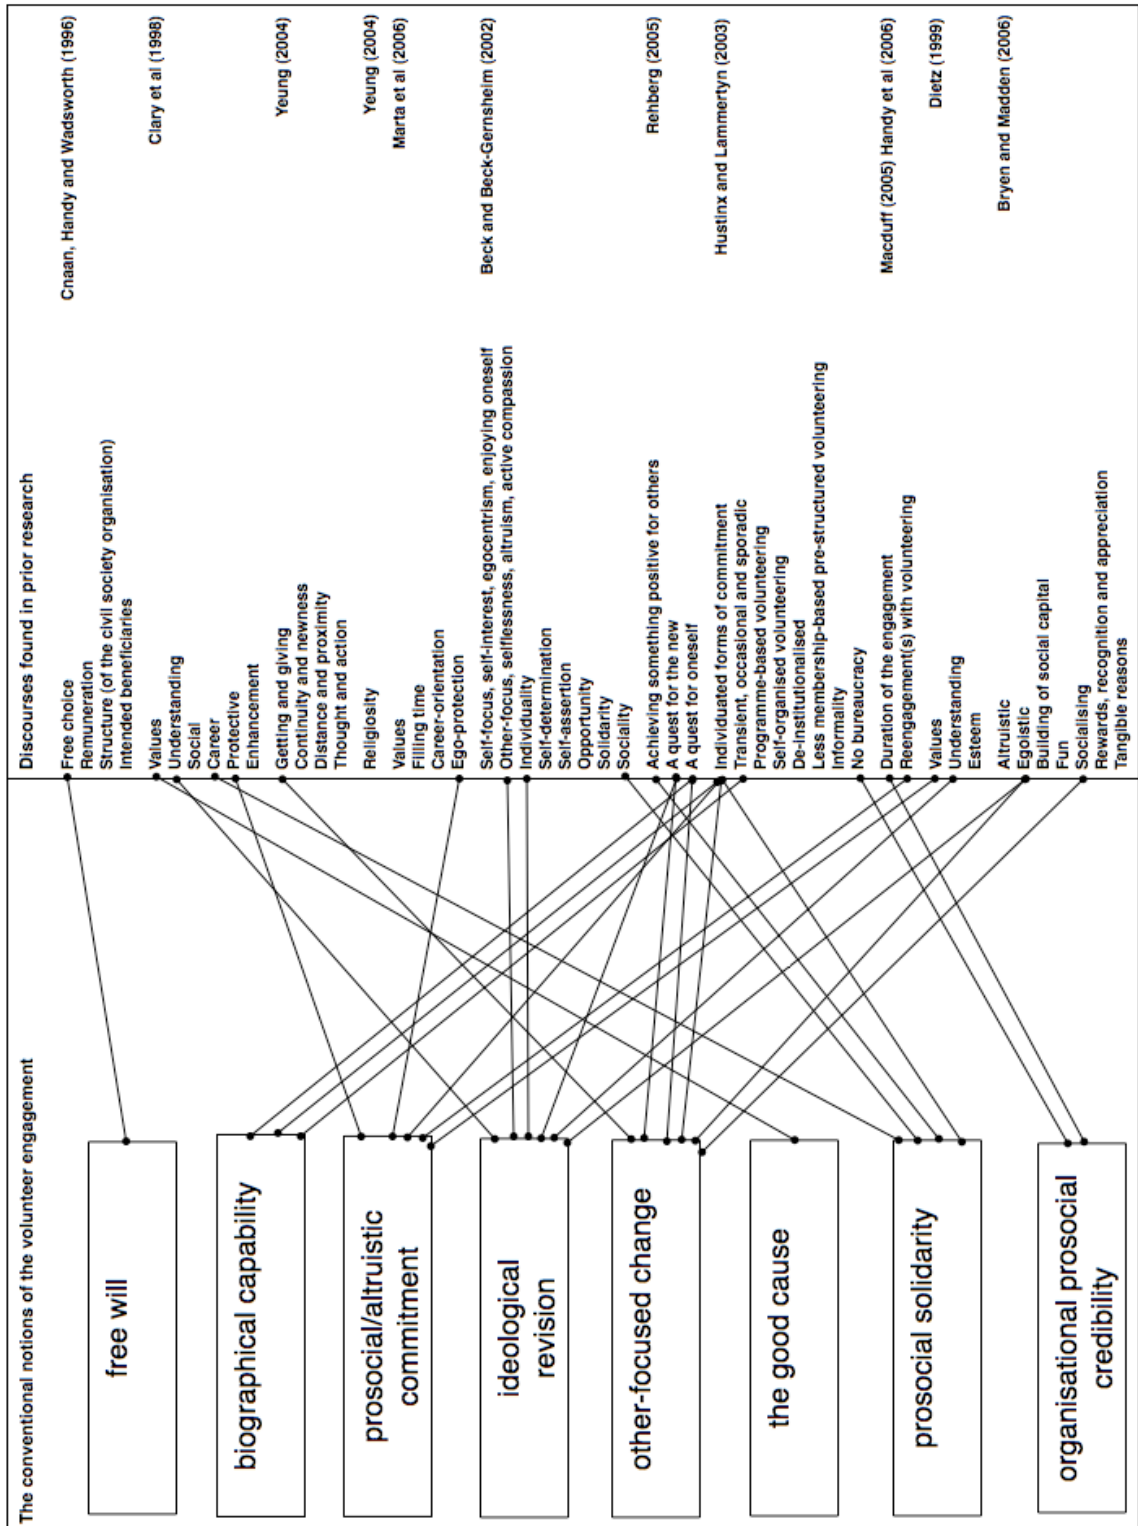 The conventional notions of the volunteer engagement
free will
biographical capability
prosocial/altruistic
commitment
ideological
revision
other-focused change
the good cause
prosocial solidarity
organisational prosocial
credibility
Discourses found in prior research
Free choice
Remuneration
Structure (of the civil society organisation)
Intended beneficiaries
Values
Understanding
Social
Career
Protective
Enhancement
Getting and giving
Continuity and newness
Distance and proximity
Thought and action
Religiosity
Values
Filling time
Career-orientation
Ego-protection
Self-focus, self-interest, egocentrism, enjoying oneself
Other-focus, selflessness, altruism, active compassion
Individuality
Self-determination
Self-assertion
Opportunity
Solidarity
Sociality
Achieving something positive for others
A quest for the new
A quest for oneself
Individuated forms of commitment
Transient, occasional and sporadic
Programme-based volunteering
Self-organised volunteering
De-institutionalised
Less membership-based pre-structured volunteering
Informality
No bureaucracy
Duration of the engagement
Reengagement(s) with volunteering
Values
Understanding
Esteem
Altruistic
Egoistic
Building of social capital
Fun
Socialising
Rewards, recognition and appreciation
Tangible reasons
Cnaan, Handy and Wadsworth (1996)
Clary et al (1998)
Yeung (2004)
Yeung (2004)
Marta et al (2006)
Beck and Beck-Gernsheim (2002)
Rehberg (2005)
Hustinx and Lammertyn (2003)
Macduff (2005) Handy et al (2006)
Dietz (1999)
Bryen and Madden (2006)